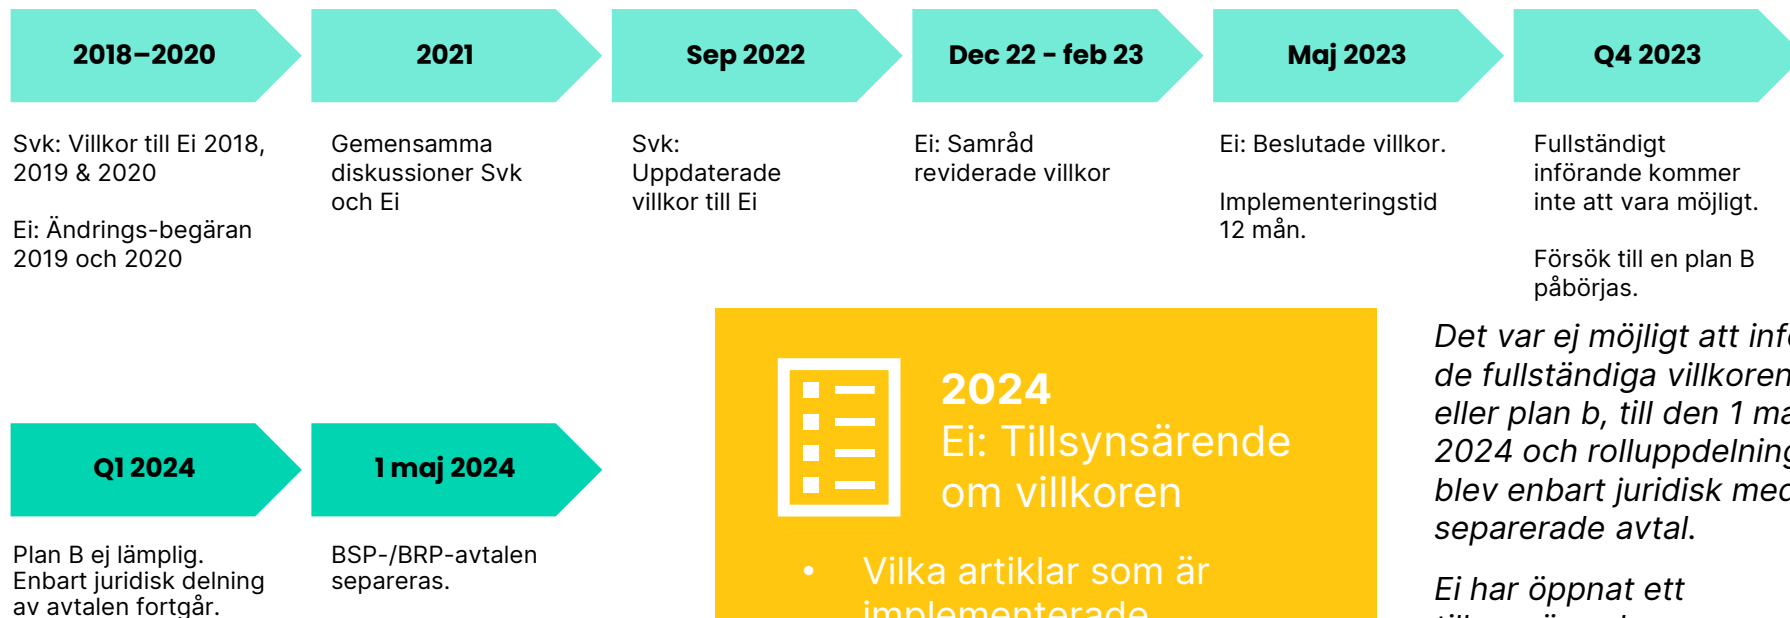 2018–2020
2021
Sep 2022
Dec 22 – feb 23
Maj 2023
Q4 2023
Svk: Villkor till Ei 2018,
2019 & 2020
Ei: Ändrings-begäran
2019 och 2020
Gemensamma
diskussioner Svk
och Ei
Svk:
Uppdaterade
villkor till Ei
Ei: Samråd
reviderade villkor
Ei: Beslutade villkor.
Implementeringstid
12 mån.
Fullständigt
införande kommer
inte att vara möjligt.
Försök till en plan B
påbörjas.
Q1 2024
1 maj 2024
Plan B ej lämplig.
Enbart juridisk delning
av avtalen fortgår.
BSP-/BRP-avtalen
separeras.
2024
Ei: Tillsynsärende
om villkoren
• Vilka artiklar som är
implementerade
Det var ej möjligt att
de fullständiga villkoren
eller plan b, till den 1
2024 och
blev enbart juridisk
separerade avtal.
Ei har öppnat ett